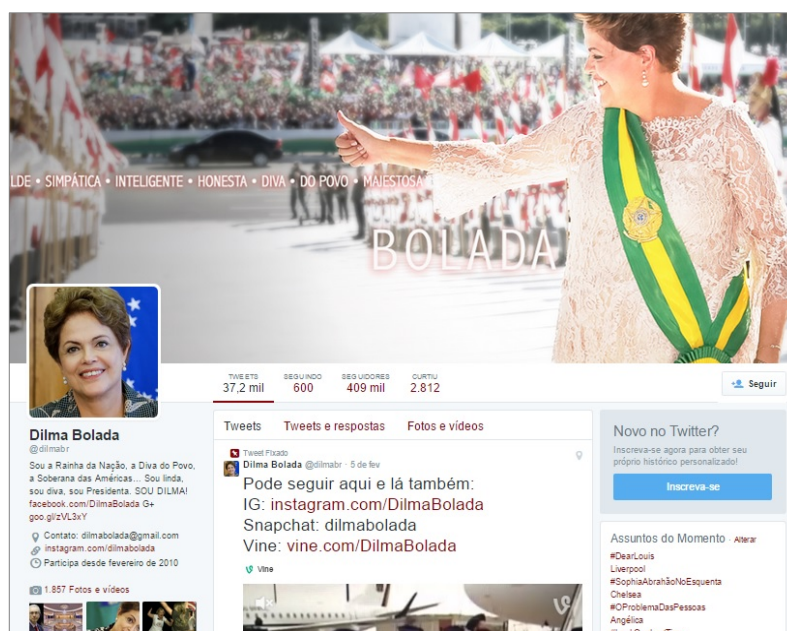 LDE • SIMPÁTICA • INTELIGENTE • HONESTA • DIVA • DO POVO • MAJESTOSA
BOLADA
TWEETS
37,2 mil
SEGUINDO
600
SEGUIDORES
409 mil
CURTIU
2.812
Seguir
Dilma Bolada
@dilmabr
Sou a Rainha da Nação, a Diva do Povo,
a Soberana das Américas... Sou linda,
sou diva, sou Presidenta. SOU DILMA!
facebook.com/DilmaBolada G+
goo.gl/zVL3xY
Contato: dilmabolada@gmail.com
instagram.com/dilmabolada
Participa desde fevereiro de 2010
1.857 Fotos e vídeos
Tweets Tweets e respostas Fotos e vídeos
Tweet Fixado
Dilma Bolada @dilmabr · 5 de fev
Pode seguir aqui e lá também:
IG: instagram.com/DilmaBolada
Snapchat: dilmabolada
Vine: vine.com/DilmaBolada
Vine
Novo no Twitter?
Inscreva-se agora para obter seu
próprio histórico personalizado!
Inscreva-se
Assuntos do Momento · Alterar
#DearLouis
Liverpool
#SophiaAbrahãoNoEsquenta
Chelsea
#OProblemaDasPessoas
Angélica